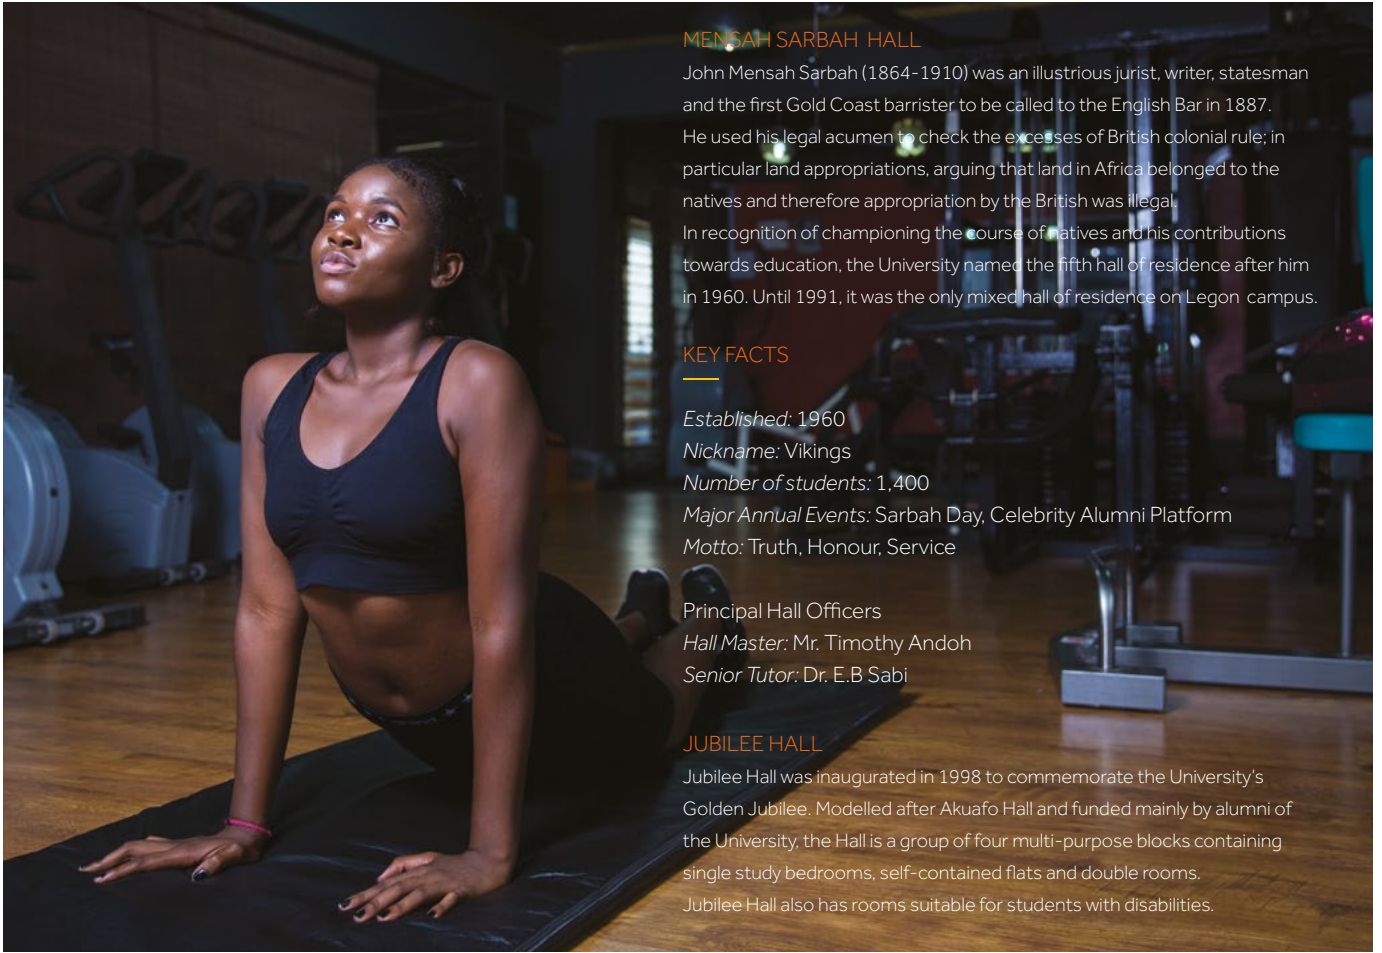 MENSAH SARBAH HALL
John Mensah Sarbah (1864-1910) was an illustrious jurist, writer, statesman
and the first Gold Coast barrister to be called to the English Bar in 1887.
He used his legal acumen to check the excesses of British colonial rule; in
particular land appropriations, arguing that land in Africa belonged to the
natives and therefore appropriation by the British was illegal.
In recognition of championing the course of natives and his contributions
towards education, the University named the fifth hall of residence after him
in 1960. Until 1991, it was the only mixed hall of residence on Legon campus.
KEY FACTS
Established: 1960
Nickname: Vikings
Number of students: 1,400
Major Annual Events: Sarbah Day, Celebrity Alumni Platform
Motto: Truth, Honour, Service
Principal Hall Officers
Hall Master: Mr. Timothy Andoh
Senior Tutor: Dr. E.B Sabi
JUBILEE HALL
Jubilee Hall was inaugurated in 1998 to commemorate the University's
Golden Jubilee. Modelled after Akuafo Hall and funded mainly by alumni of
the University, the Hall is a group of four multi-purpose blocks containing
single study bedrooms, self-contained flats and double rooms.
Jubilee Hall also has rooms suitable for students with disabilities.